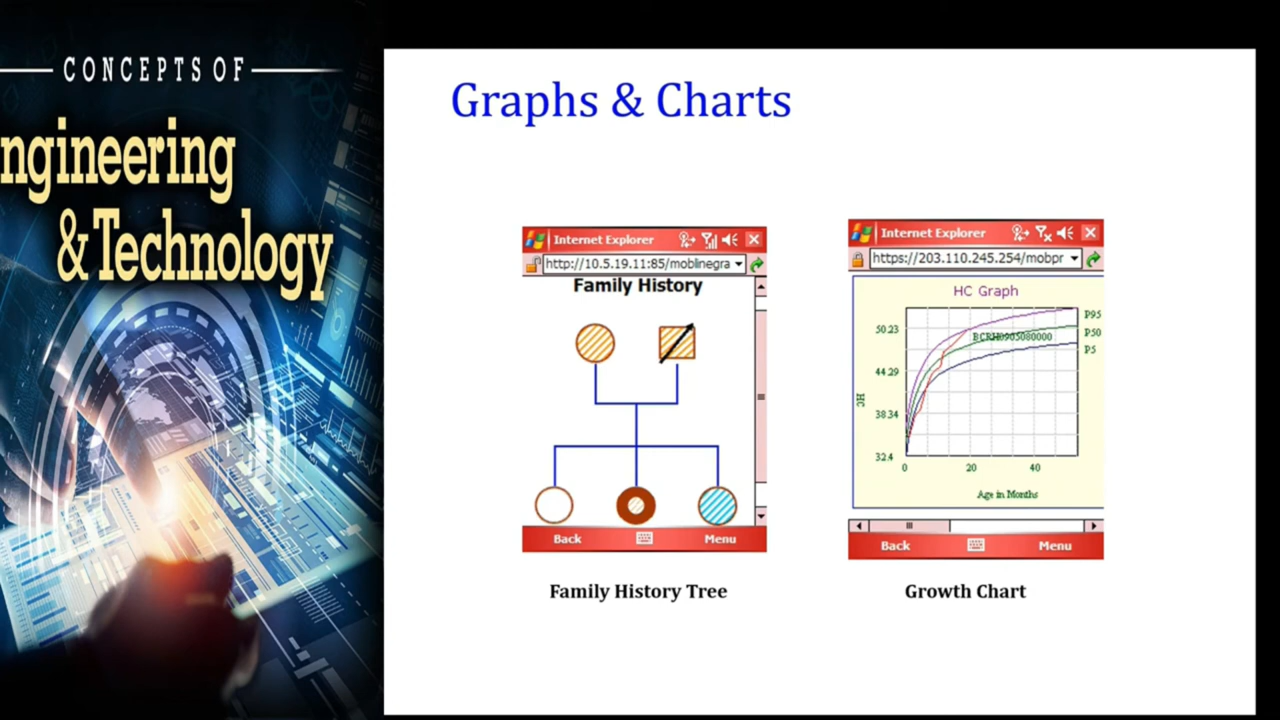 CONCEPTS OF
ngineering
& Technology
Graphs & Charts
Internet Explorer
http://10.5.19.11:85/moblinegra
Family History
Back
Menu
Family History Tree
Internet Explorer
https://203.110.245.254/mobpr
HC Graph
P95
P50
P5
BCRH0905080000
50.23
44.29
38.34
32.4
HC
0 20 40
Age in Months
Back
Menu
Growth Chart